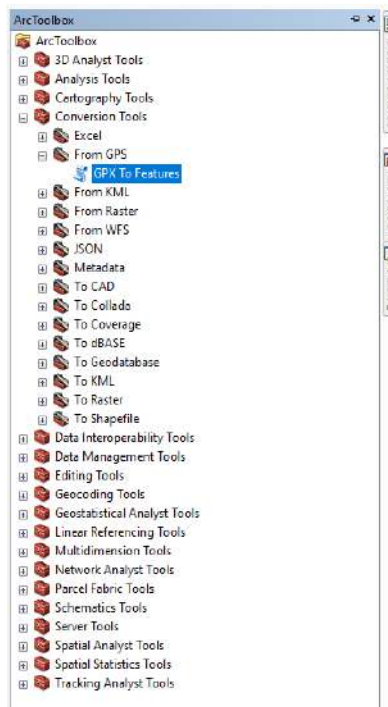 ArcToolbox
ArcToolbox
3D Analyst Tools
Analysis Tools
Cartography Tools
Conversion Tools
Excel
From GPS
GPX To Features
From KML
From Raster
From WFS
JSON
Metadata
To CAD
To Collada
To Coverage
To dBASE
To Geodatabase
To KML
To Raster
To Shapefile
Data Interoperability Tools
Data Management Tools
Editing Tools
Geocoding Tools
Geostatistical Analyst Tools
Linear Referencing Tools
Multidimension Tools
Network Analyst Tools
Parcel Fabric Tools
Schematics Tools
Server Tools
Spatial Analyst Tools
Spatial Statistics Tools
Tracking Analyst Tools